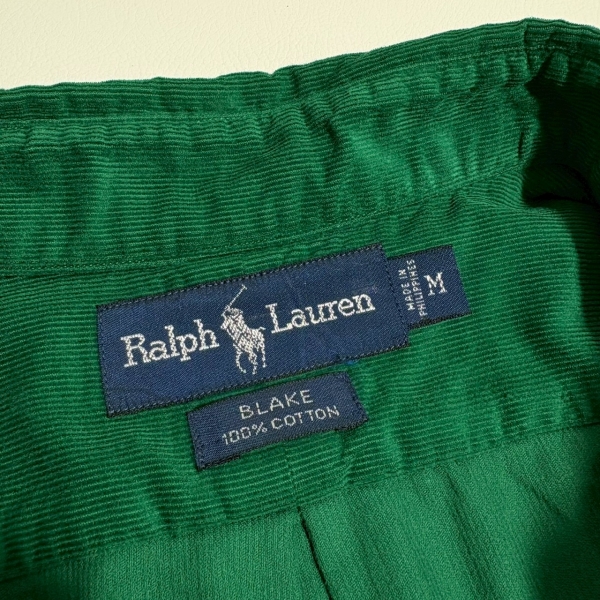 Ralph Lauren
MADE IN
PHILIPPINES
M
BLAKE
100% COTTON